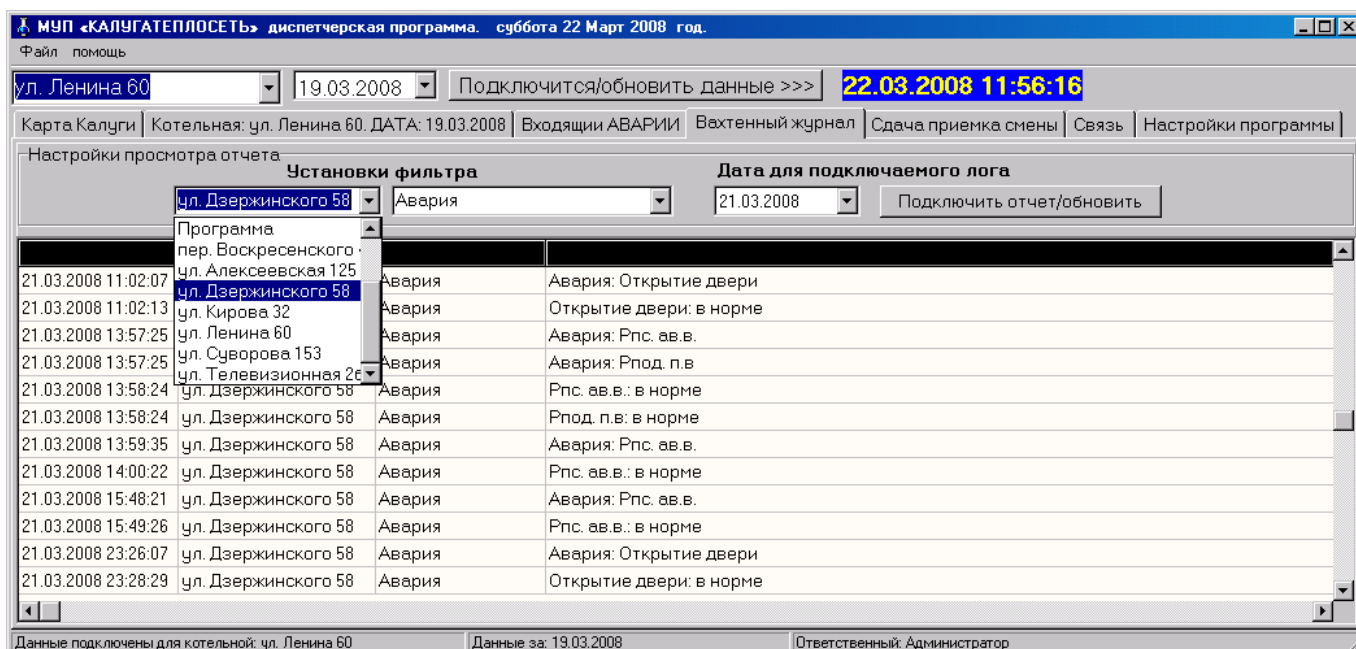 МУП «КАЛУГАТЕПЛОСЕТЬ» диспетчерская программа. суббота 22 Март 2008 год.
Файл помощь
ул. Ленина 60 19.03.2008 Подключится/обновить данные >>> 22.03.2008 11:56:16
Карта Калуги Котельная: ул. Ленина 60. ДАТА: 19.03.2008 Входящии АВАРИИ Вахтенный журнал Сдача приемка смены Связь Настройки программы
Настройки просмотра отчета
Установки фильтра Дата для подключаемого лога
ул. Дзержинского 58 Авария 21.03.2008 Подключить отчет/обновить
Программа
пер. Воскресенского
ул. Алексеевская 125
ул. Дзержинского 58
ул. Кирова 32
ул. Ленина 60
ул. Суворова 153
ул. Телевизионная
21.03.2008 11:02:07 Авария Авария: Открытие двери
21.03.2008 11:02:13 Авария Открытие двери: в норме
21.03.2008 13:57:25 Авария Авария: Рпс. ав.в.
21.03.2008 13:57:25 Авария Авария: Рпод. п.в
21.03.2008 13:58:24 ул. Дзержинского 58 Авария Рпс. ав.в.: в норме
21.03.2008 13:58:24 ул. Дзержинского 58 Авария Рпод. п.в: в норме
21.03.2008 13:59:35 ул. Дзержинского 58 Авария Авария: Рпс. ав.в.
21.03.2008 14:00:22 ул. Дзержинского 58 Авария Рпс. ав.в.: в норме
21.03.2008 15:48:21 ул. Дзержинского 58 Авария Авария: Рпс. ав.в.
21.03.2008 15:49:26 ул. Дзержинского 58 Авария Рпс. ав.в.: в норме
21.03.2008 23:26:07 ул. Дзержинского 58 Авария Авария: Открытие двери
21.03.2008 23:28:29 ул. Дзержинского 58 Авария Открытие двери: в норме
Данные подключены для котельной: ул. Ленина 60 Данные за: 19.03.2008 Ответственный: Администратор